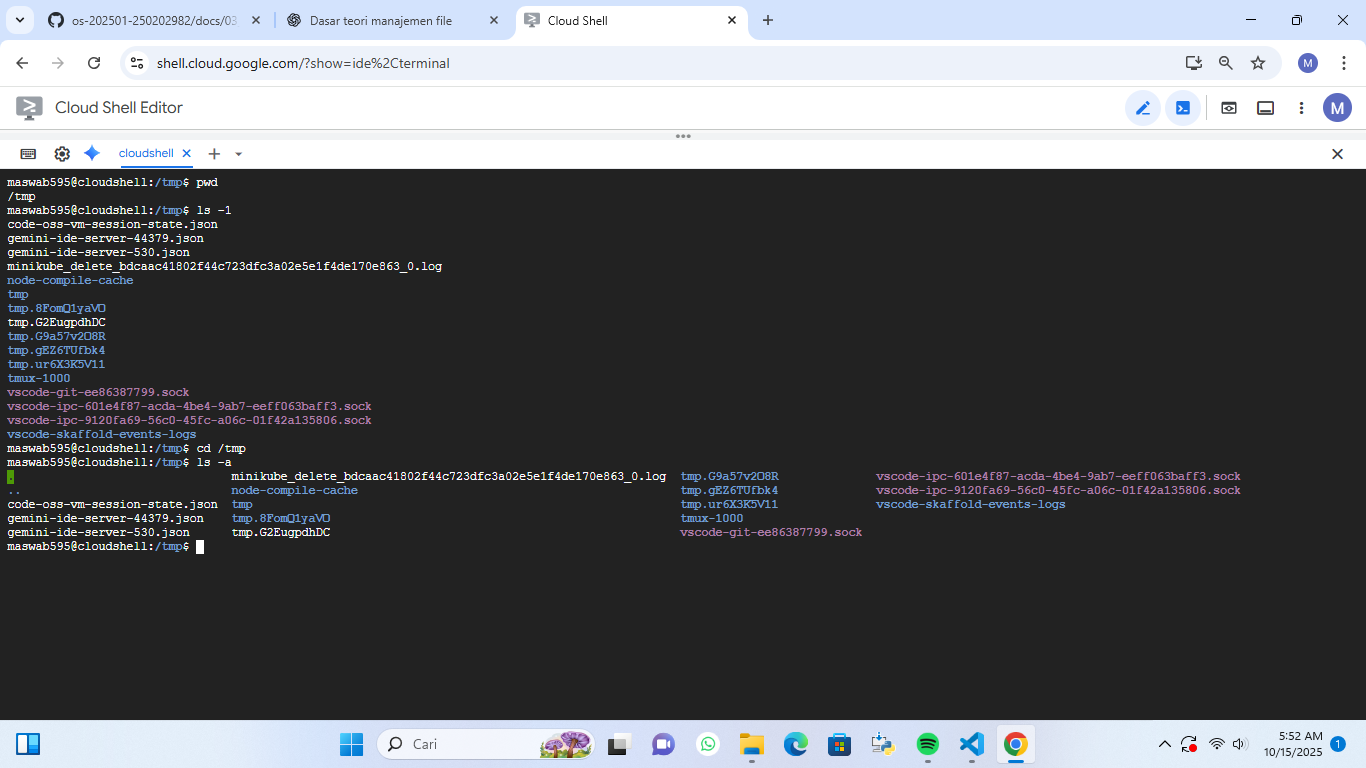 os-202501-250202982/docs/03
Dasar teori manajemen file
Cloud Shell
shell.cloud.google.com/?show=ide%2Cterminal
M
Cloud Shell Editor
M
cloudshell
maswab595@cloudshell:/tmp$ pwd
/tmp
maswab595@cloudshell:/tmp$ ls -1
code-oss-vm-session-state.json
gemini-ide-server-44379.json
gemini-ide-server-530.json
minikube_delete_bdcaac41802f44c723dfc3a02e5e1f4de170e863_0.log
node-compile-cache
tmp
tmp.8FomQ1yaVO
tmp.G2EugpdhDC
tmp.G9a57v2O8R
tmp.gEZ6TUfbk4
tmp.ur6X3K5V11
tmux-1000
vscode-git-ee86387799.sock
vscode-ipc-601e4f87-acda-4be4-9ab7-eeff063baff3.sock
vscode-ipc-9120fa69-56c0-45fc-a06c-01f42a135806.sock
vscode-skaffold-events-logs
maswab595@cloudshell:/tmp$ cd /tmp
maswab595@cloudshell:/tmp$ ls -a
. minikube_delete_bdcaac41802f44c723dfc3a02e5e1f4de170e863_0.log tmp.G9a57v2O8R vscode-ipc-601e4f87-acda-4be4-9ab7-eeff063baff3.sock
.. node-compile-cache tmp.gEZ6TUfbk4 vscode-ipc-9120fa69-56c0-45fc-a06c-01f42a135806.sock
code-oss-vm-session-state.json tmp tmp.ur6X3K5V11 vscode-skaffold-events-logs
gemini-ide-server-44379.json tmp.8FomQ1yaVO tmux-1000
gemini-ide-server-530.json tmp.G2EugpdhDC vscode-git-ee86387799.sock
maswab595@cloudshell:/tmp$
Cari
5:52 AM
10/15/2025
1